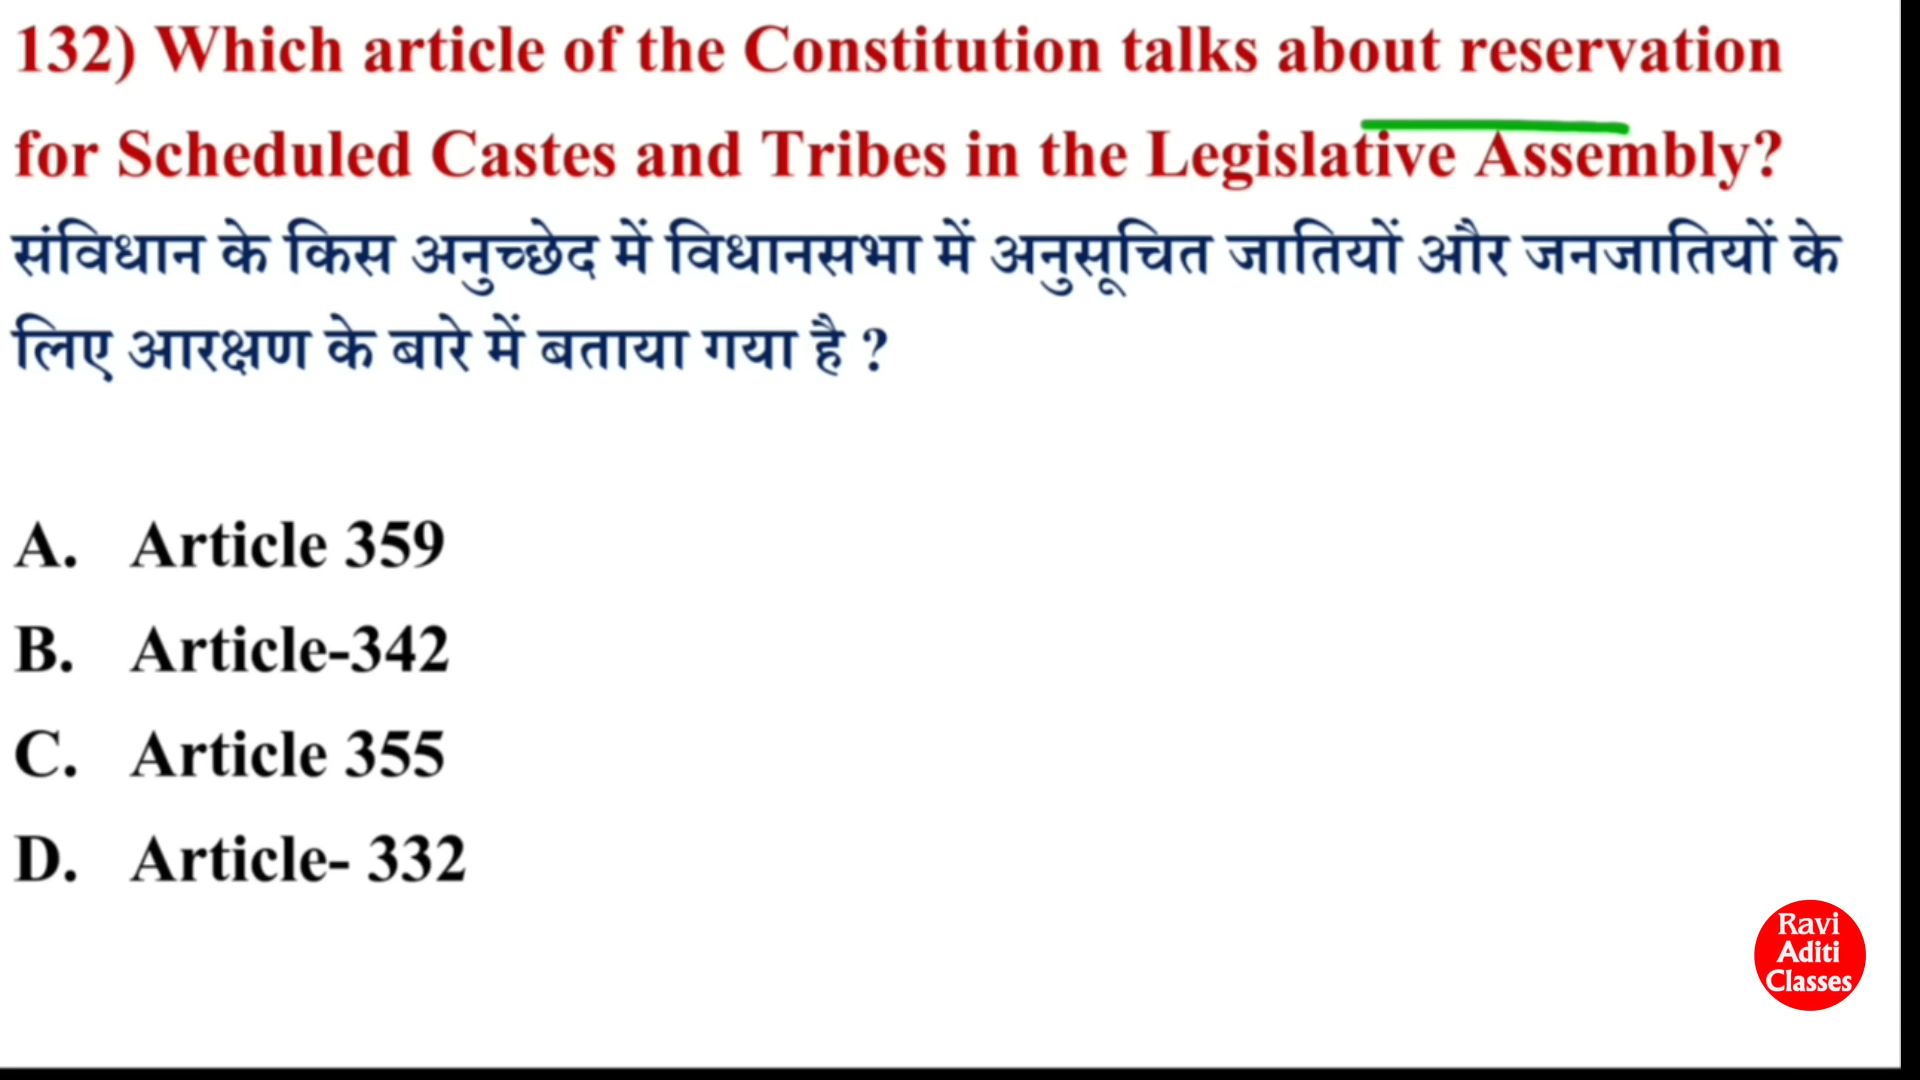 132) Which article of the Constitution talks about reservation
for Scheduled Castes and Tribes in the Legislative Assembly?
संविधान के किस अनुच्छेद में विधानसभा में अनुसूचित जातियों और जनजातियों के
लिए आरक्षण के बारे में बताया गया है ?
A. Article 359
B. Article-342
C. Article 355
D. Article- 332
Ravi
Aditi
Classes